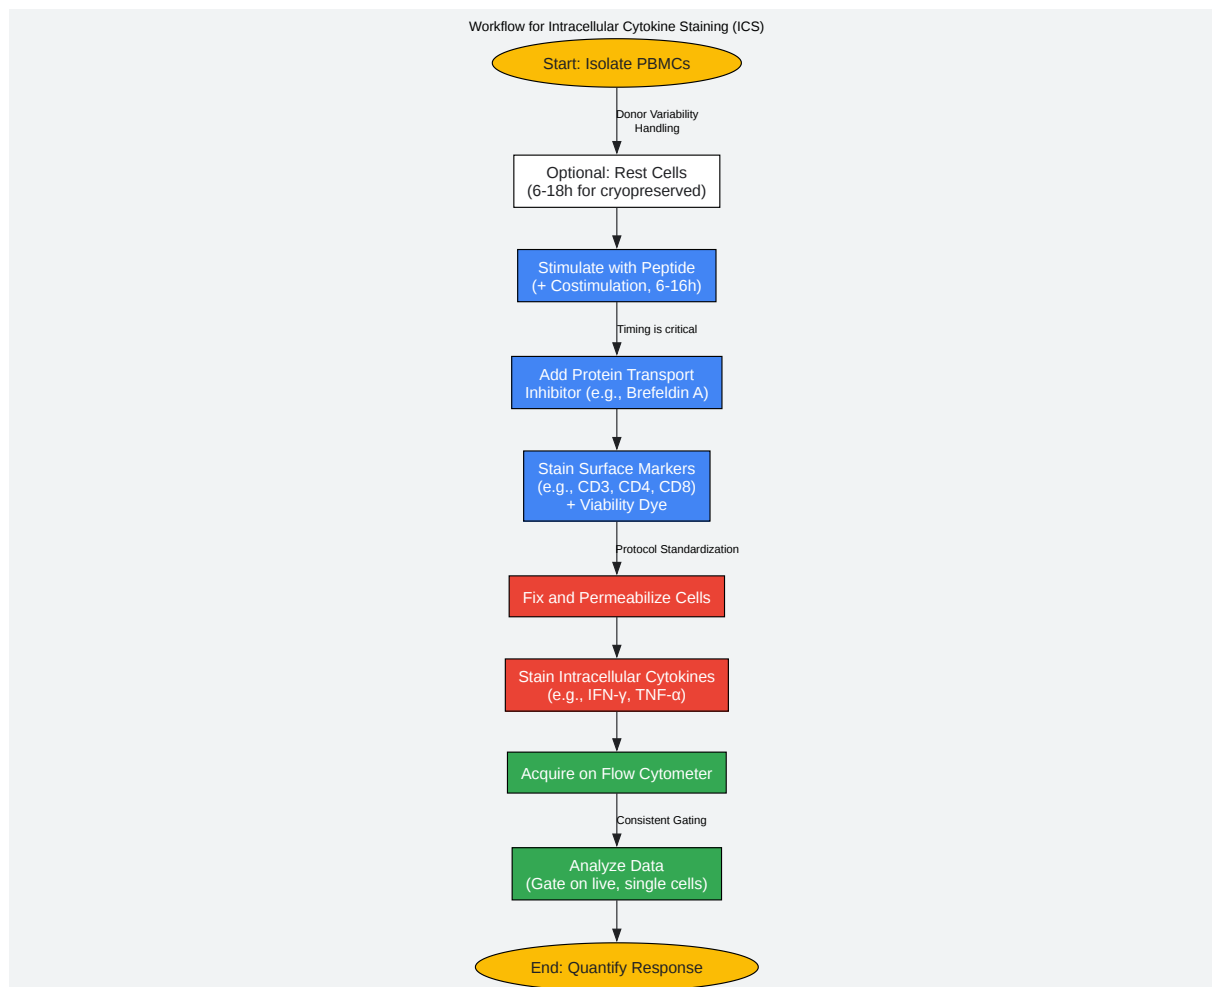 Workflow for Intracellular Cytokine Staining (ICS)
Start: Isolate PBMCs
Donor Variability
Handling
Optional: Rest Cells
(6-18h for cryopreserved)
Stimulate with Peptide
(+ Costimulation, 6-16h)
Timing is critical
Add Protein Transport
Inhibitor (e.g., Brefeldin A)
Stain Surface Markers
(e.g., CD3, CD4, CD8)
+ Viability Dye
Protocol Standardization
Fix and Permeabilize Cells
Stain Intracellular Cytokines
(e.g., IFN-γ, TNF-α)
Acquire on Flow Cytometer
Consistent Gating
Analyze Data
(Gate on live, single cells)
End: Quantify Response